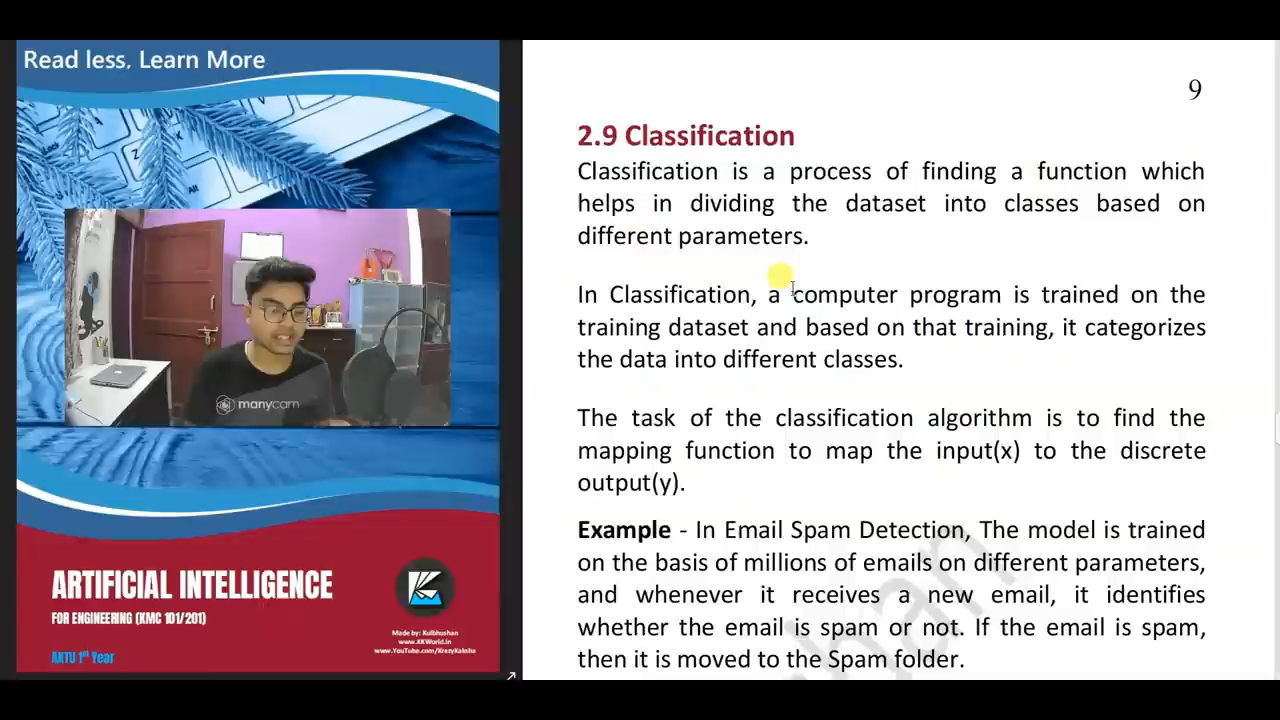 Read less. Learn More
manycam
ARTIFICIAL INTELLIGENCE
FOR ENGINEERING (KMC 101/201)
AKTU 1st Year
Made by: Kulbhushan
www.KKWorld.in
www.YouTube.com/KrazyKaksha
9
2.9 Classification
Classification is a process of finding a function which
helps in dividing the dataset into classes based on
different parameters.
In Classification, a computer program is trained on the
training dataset and based on that training, it categorizes
the data into different classes.
The task of the classification algorithm is to find the
mapping function to map the input(x) to the discrete
output(y).
Example - In Email Spam Detection, The model is trained
on the basis of millions of emails on different parameters,
and whenever it receives a new email, it identifies
whether the email is spam or not. If the email is spam,
then it is moved to the Spam folder.